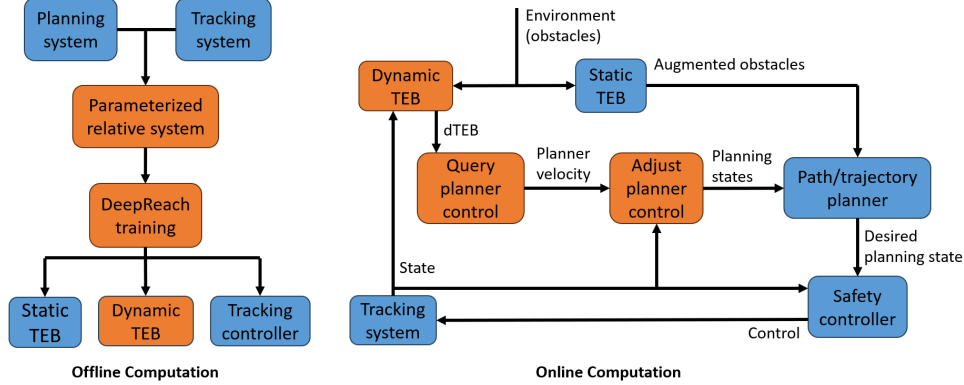 Planning
system
Tracking
system
Parameterized
relative system
DeepReach
training
Static
TEB
Dynamic
TEB
Tracking
controller
Offline Computation
Environment
(obstacles)
Dynamic
TEB
Static
TEB
Augmented obstacles
dTEB
Query
planner
control
Planner
velocity
Adjust
planner
control
Planning
states
Path/trajectory
planner
Desired
planning state
State
Tracking
system
Safety
controller
Control
Online Computation